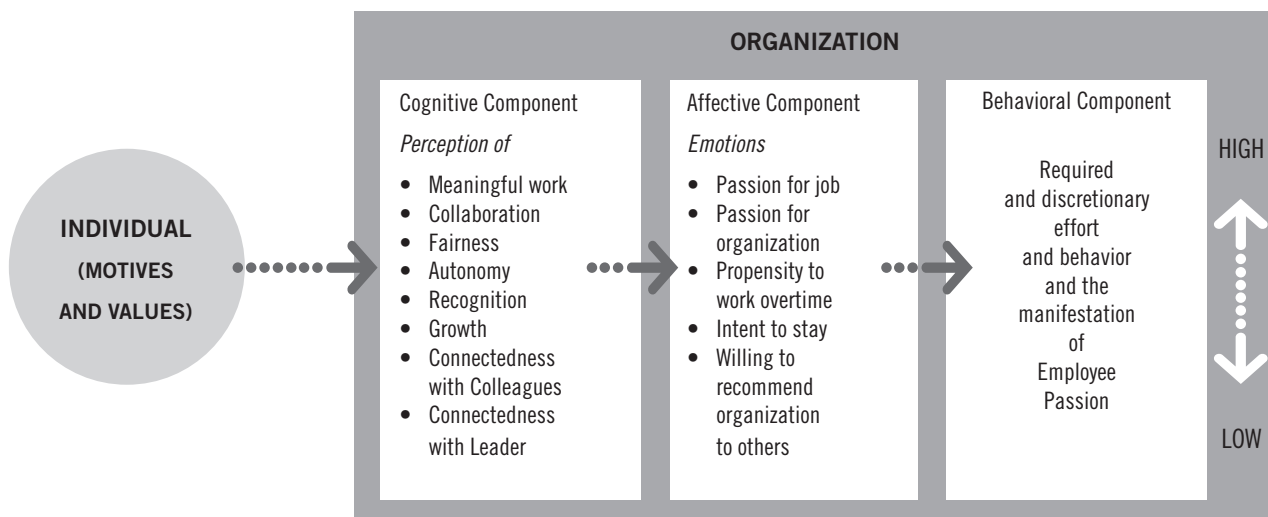 ORGANIZATION
INDIVIDUAL
(MOTIVES
AND VALUES)
Cognitive Component
Perception of
• Meaningful work
• Collaboration
• Fairness
• Autonomy
• Recognition
• Growth
• Connectedness
with Colleagues
• Connectedness
with Leader
Affective Component
Emotions
• Passion for job
• Passion for
organization
• Propensity to
work overtime
• Intent to stay
• Willing to
recommend
organization
to others
Behavioral Component
Required
and discretionary
effort
and behavior
and the
manifestation
of
Employee
Passion
HIGH
LOW